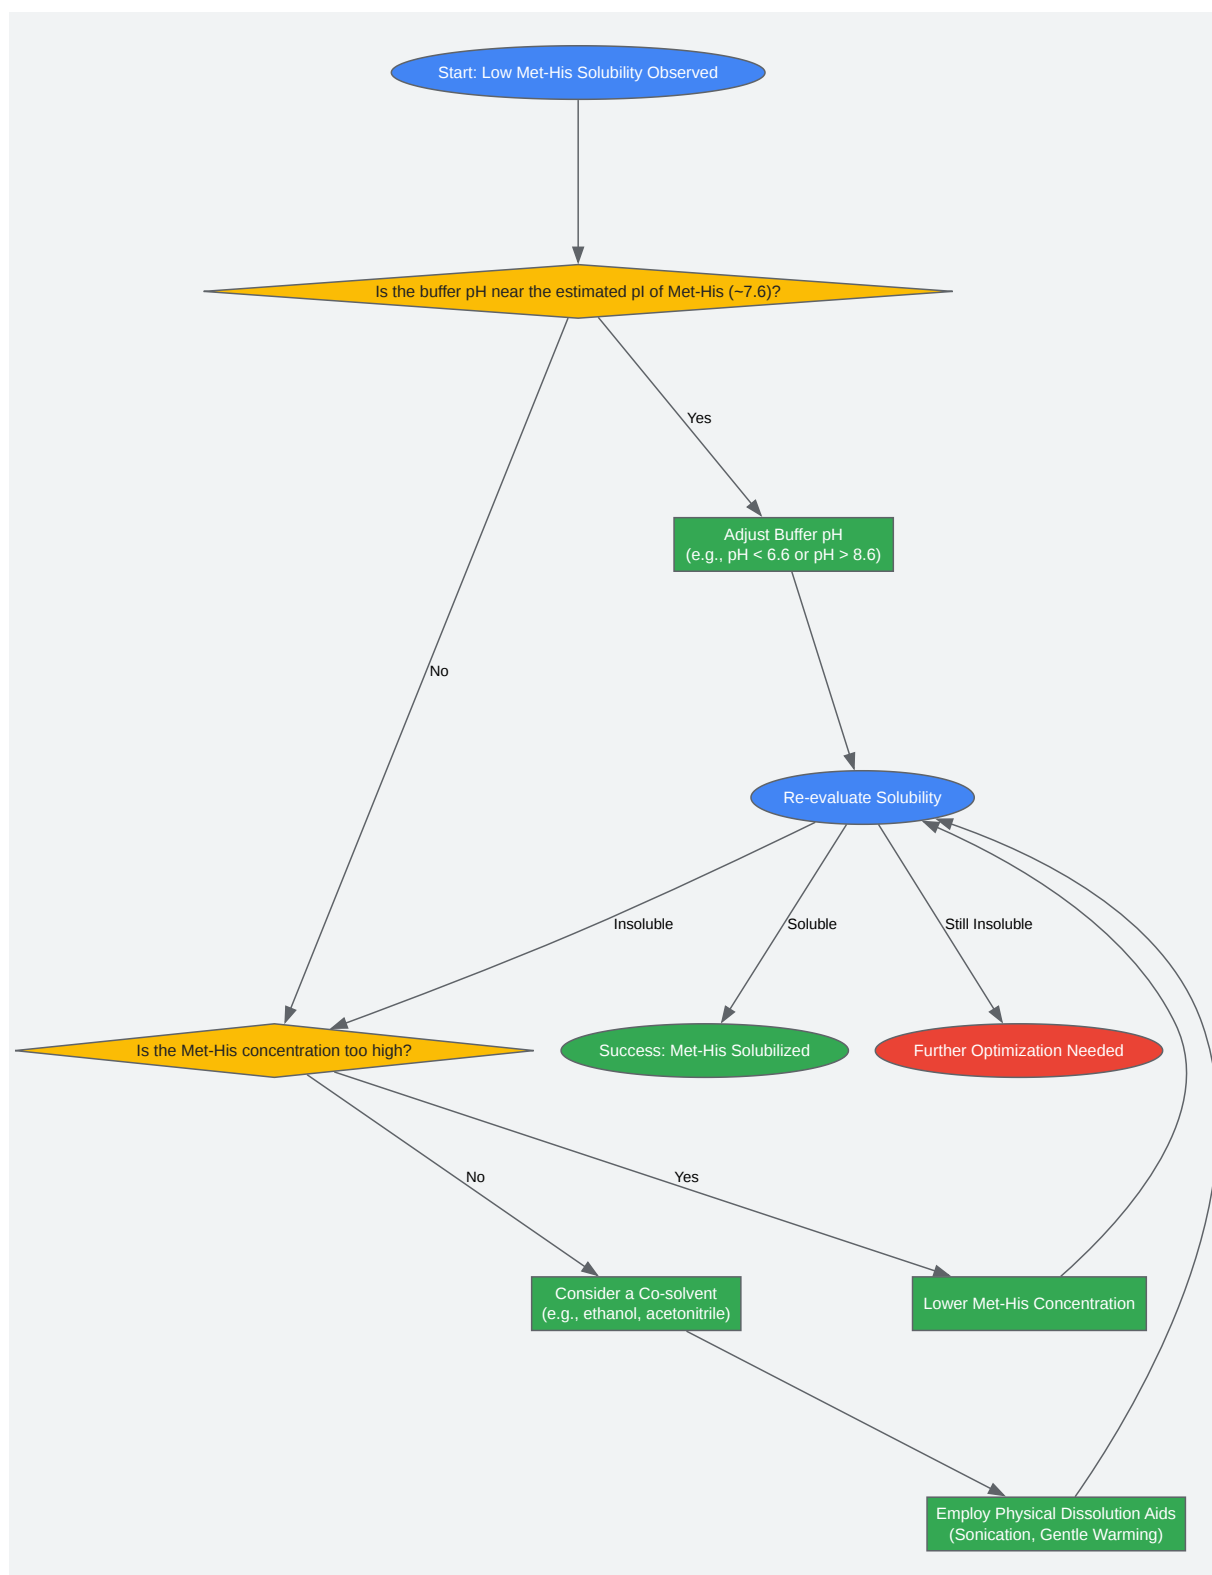 Start: Low Met-His Solubility Observed
Is the buffer pH near the estimated pI of Met-His (~7.6)?
Yes
Adjust Buffer pH
(e.g., pH < 6.6 or pH > 8.6)
No
Re-evaluate Solubility
Insoluble
Soluble
Still Insoluble
Is the Met-His concentration too high?
Success: Met-His Solubilized
Further Optimization Needed
No
Yes
Consider a Co-solvent
(e.g., ethanol, acetonitrile)
Lower Met-His Concentration
Employ Physical Dissolution Aids
(Sonication, Gentle Warming)